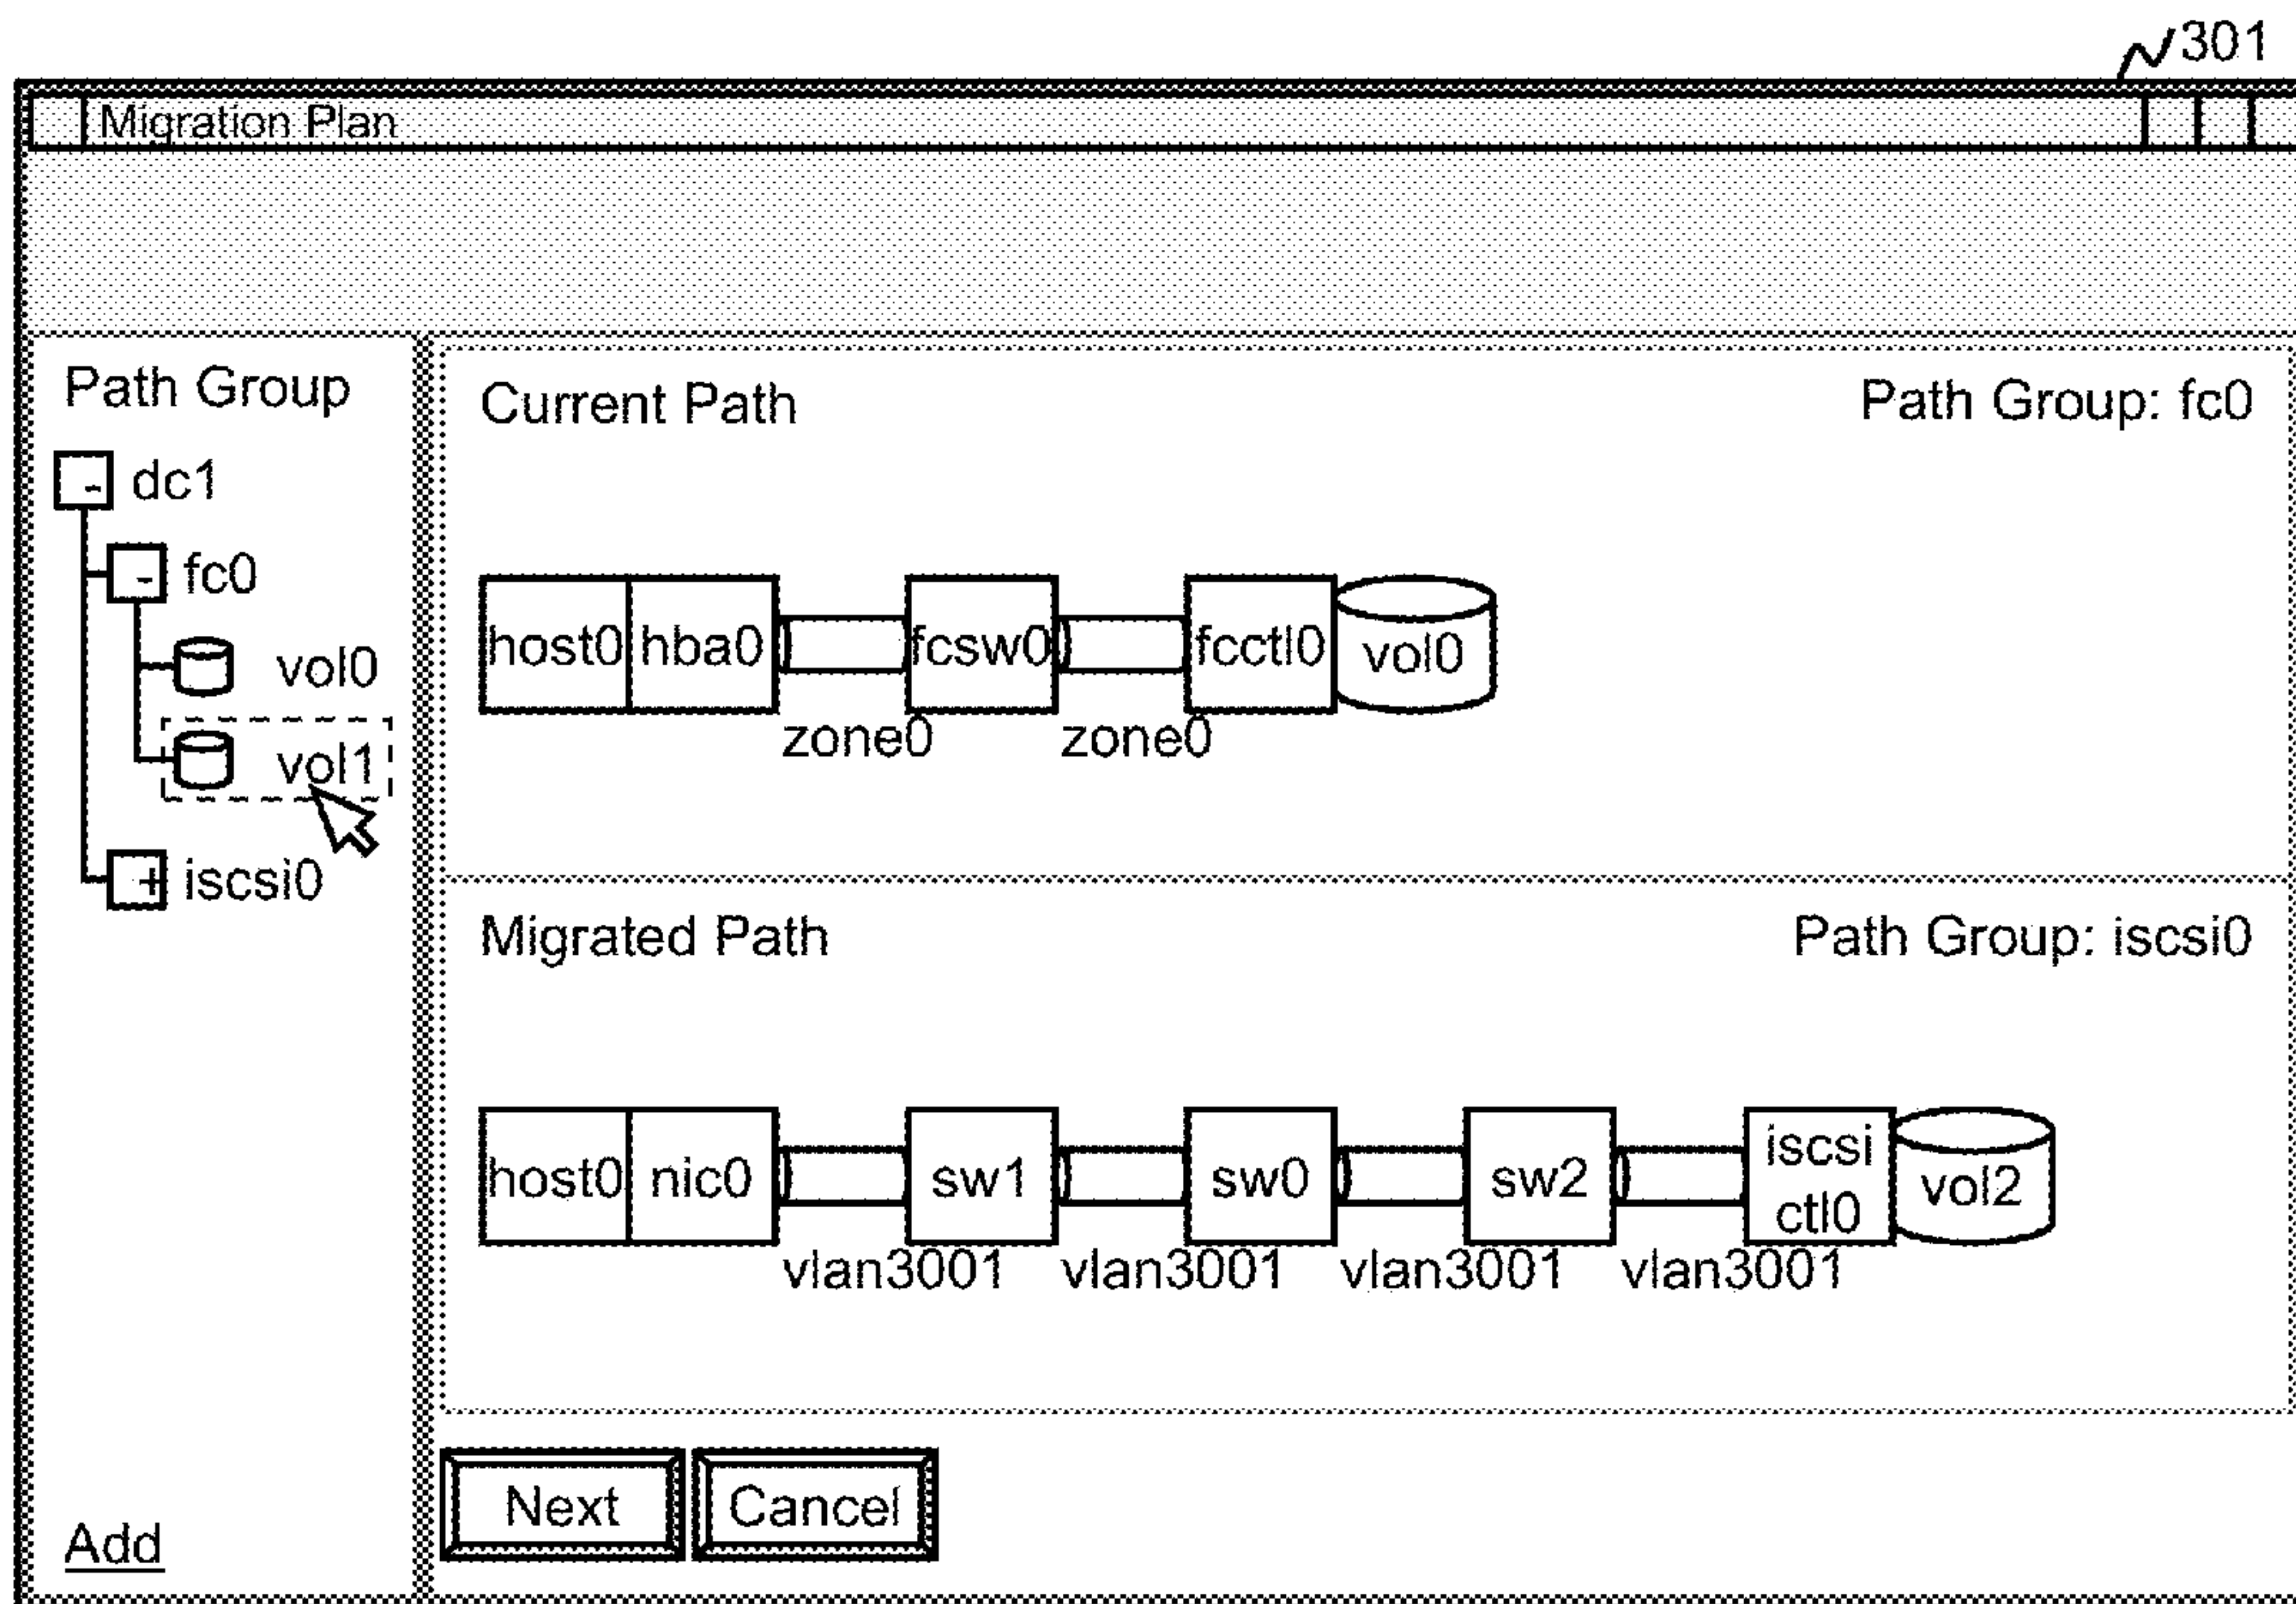 301
Migration Plan
Path Group
- dc1
- fc0
vol0
vol1
+ iscsi0
Add
Current Path
Path Group: fc0
host0 hba0 fcsw0 fcctl0 vol0
zone0 zone0
Migrated Path
Path Group: iscsi0
host0 nic0 sw1 sw0 sw2 iscsi ctl0 vol2
vlan3001 vlan3001 vlan3001 vlan3001
Next Cancel